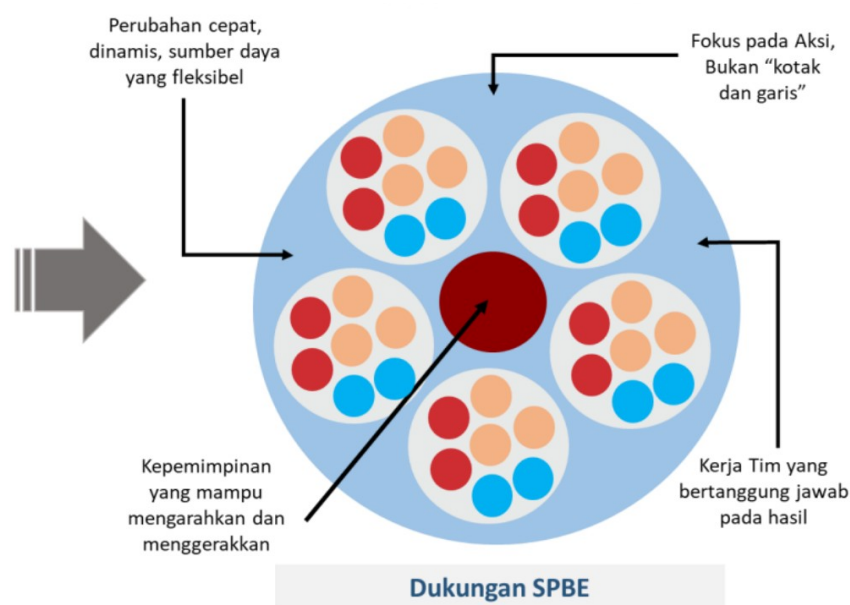 Perubahan cepat,
dinamis, sumber daya
yang fleksibel
Fokus pada Aksi,
Bukan “kotak
dan garis”
Kepemimpinan
yang mampu
mengarahkan dan
menggerakkan
Kerja Tim yang
bertanggung jawab
pada hasil
Dukungan SPBE